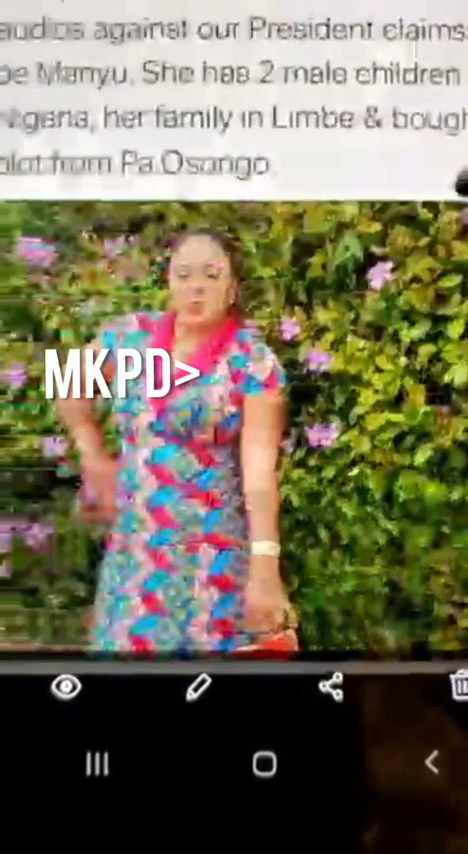 audios against our President claims
be Manyu. She has 2 male children
her family in Limbe & bough
plot from Pa Osongo
MKPD>